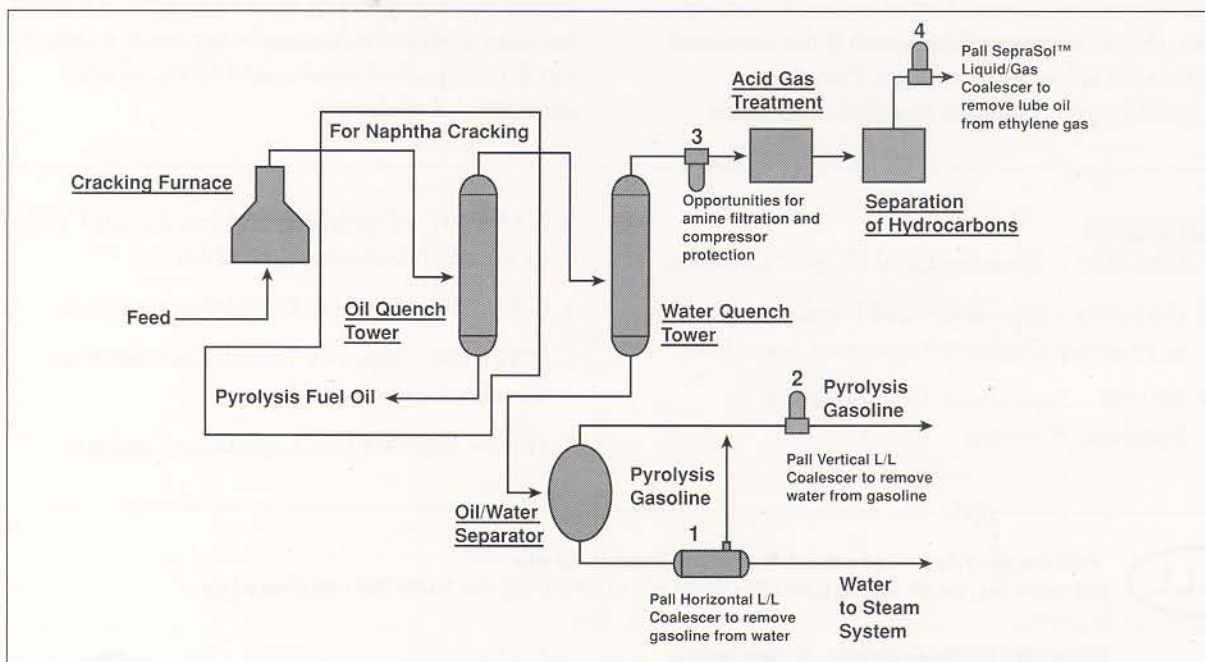 4
Pall SepraSol™
Liquid/Gas
Coalescer to
remove lube oil
from ethylene gas
Acid Gas
Treatment
For Naphtha Cracking
3
Cracking Furnace
Opportunities for
amine filtration and
compressor
protection
Separation
of Hydrocarbons
Feed
Oil Quench
Tower
Water Quench
Tower
Pyrolysis Fuel Oil
2
Pyrolysis
Gasoline
Pall Vertical L/L
Coalescer to remove
water from gasoline
Pyrolysis
Gasoline
Oil/Water
Separator
1
Pall Horizontal L/L
Coalescer to remove
gasoline from water
Water
to Steam
System